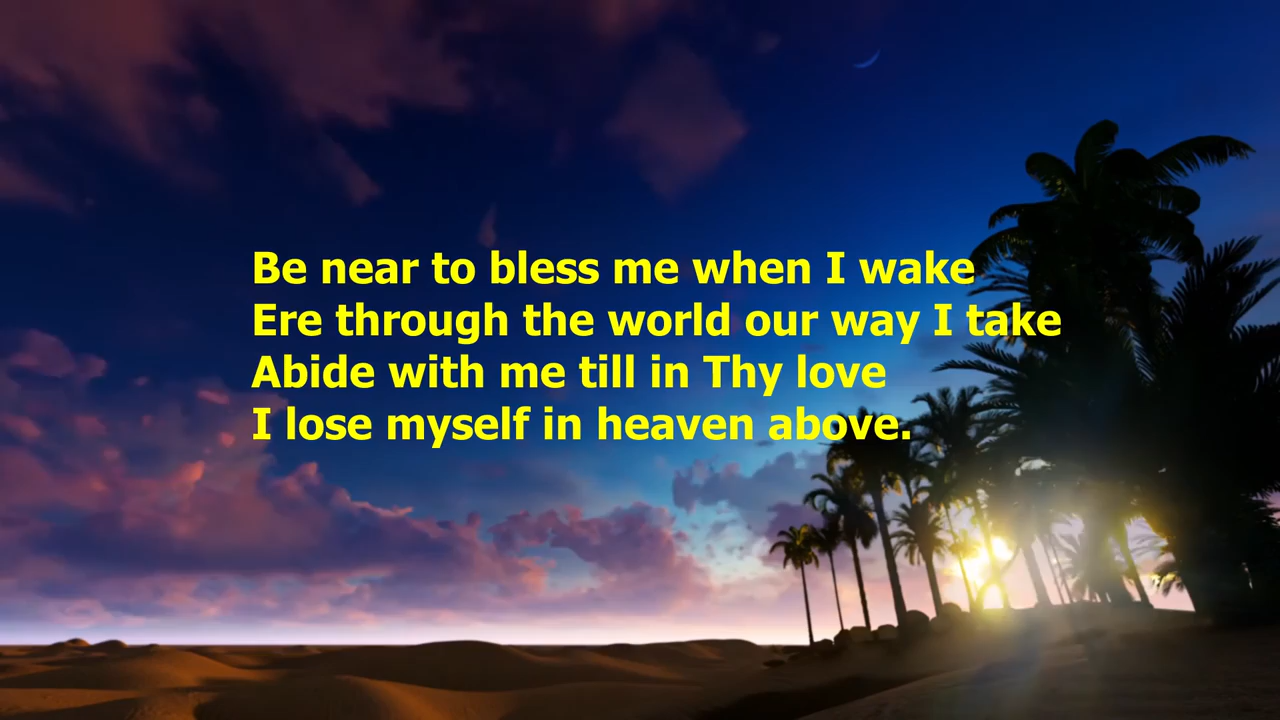 Be near to bless me when I wake
Ere through the world our way I take
Abide with me till in Thy love
I lose myself in heaven above.